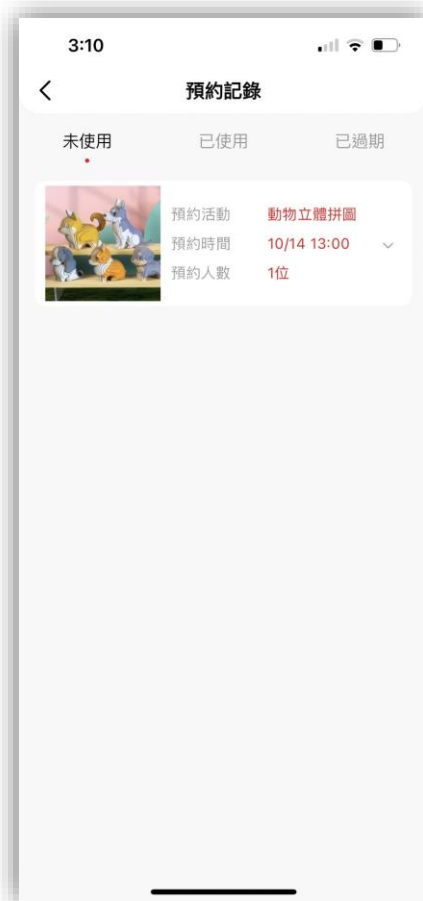 3:10
預約記錄
未使用 已使用 已過期
預約活動 動物立體拼圖
預約時間 10/14 13:00
預約人數 1位